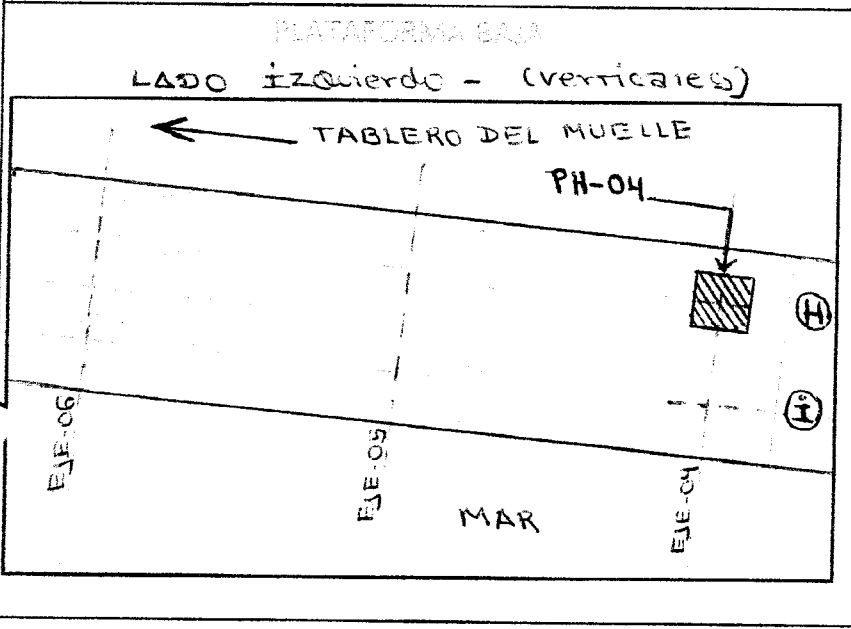 PLATAFORMA BAJA
LADO izquierdo - (verticales)
TABLERO DEL MUELLE
PH-04
H
I
EJE-06
EJE-05
EJE-04
MAR